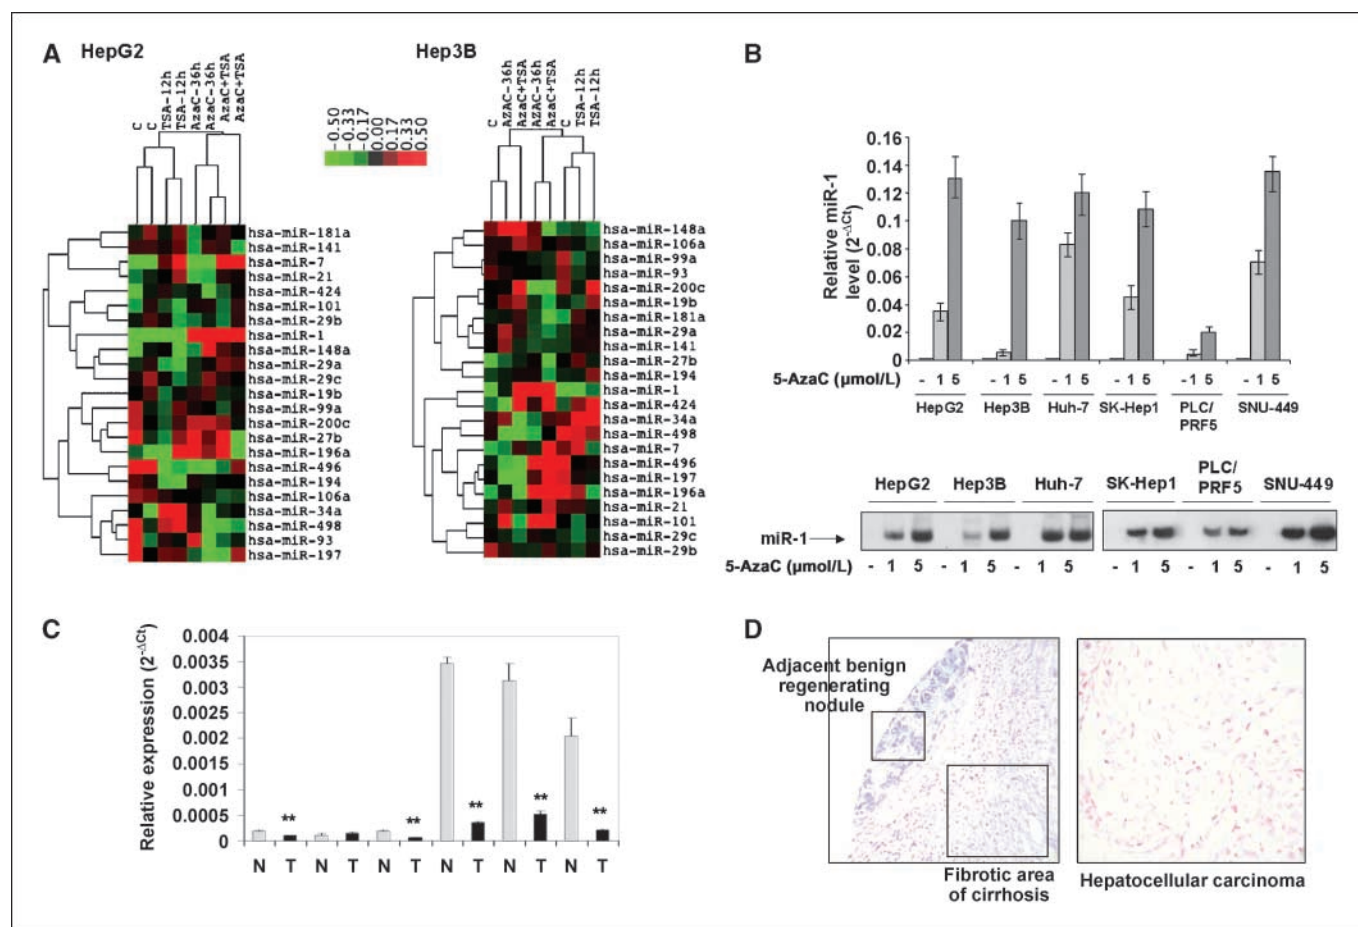 A
HepG2
C
C
TSA-12h
TSA-12h
AzaC-36h
AzaC-36h
AzaC+TSA
AzaC+TSA
-0.50
-0.33
-0.17
0.00
0.17
0.33
0.50
hsa-miR-181a
hsa-miR-141
hsa-miR-7
hsa-miR-21
hsa-miR-424
hsa-miR-101
hsa-miR-29b
hsa-miR-1
hsa-miR-148a
hsa-miR-29a
hsa-miR-29c
hsa-miR-19b
hsa-miR-99a
hsa-miR-200c
hsa-miR-27b
hsa-miR-196a
hsa-miR-496
hsa-miR-194
hsa-miR-106a
hsa-miR-34a
hsa-miR-498
hsa-miR-93
hsa-miR-197
Hep3B
C
AZAC-36h
AzaC+TSA
AZAC-36h
AzaC+TSA
C
TSA-12h
TSA-12h
hsa-miR-148a
hsa-miR-106a
hsa-miR-99a
hsa-miR-93
hsa-miR-200c
hsa-miR-19b
hsa-miR-181a
hsa-miR-29a
hsa-miR-141
hsa-miR-27b
hsa-miR-194
hsa-miR-1
hsa-miR-424
hsa-miR-34a
hsa-miR-498
hsa-miR-7
hsa-miR-496
hsa-miR-197
hsa-miR-196a
hsa-miR-21
hsa-miR-101
hsa-miR-29c
hsa-miR-29b
B
Relative miR-1
level (2-ΔCt)
0.16
0.14
0.12
0.1
0.08
0.06
0.04
0.02
0
5-AzaC (µmol/L) - 1 5 - 1 5 - 1 5 - 1 5 - 1 5 - 1 5
HepG2 Hep3B Huh-7 SK-Hep1 PLC/ SNU-449
PRF5
HepG2 Hep3B Huh-7 SK-Hep1 PLC/ SNU-449
PRF5
miR-1
5-AzaC (µmol/L) - 1 5 - 1 5 - 1 5 - 1 5 - 1 5 - 1 5
C
Relative expression (2-ΔCt)
0.004
0.0035
0.003
0.0025
0.002
0.0015
0.001
0.0005
0
** ** ** ** **
N T N T N T N T N T N T
D
Adjacent benign
regenerating
nodule
Fibrotic area
of cirrhosis
Hepatocellular carcinoma